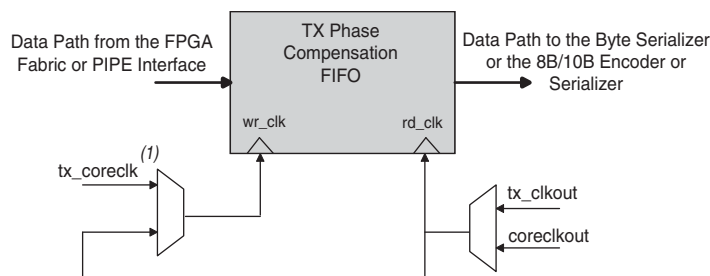 TX Phase
Compensation
FIFO
Data Path from the FPGA
Fabric or PIPE Interface
Data Path to the Byte Serializer
or the 8B/10B Encoder or
Serializer
wr_clk
rd_clk
(1)
tx_coreclk
tx_clkout
coreclkout